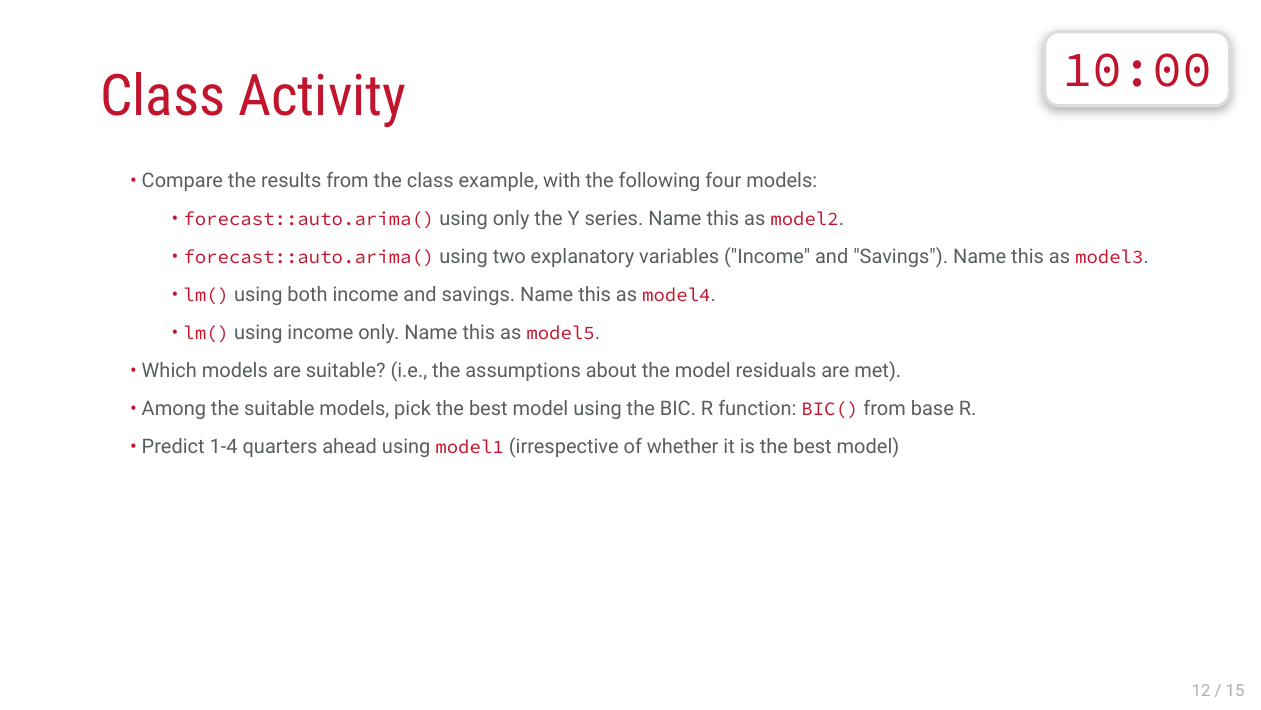 10:00
Class Activity
• Compare the results from the class example, with the following four models:
• forecast::auto.arima() using only the Y series. Name this as model2.
• forecast::auto.arima() using two explanatory variables ("Income" and "Savings"). Name this as model3.
• lm() using both income and savings. Name this as model4.
• lm() using income only. Name this as model5.
• Which models are suitable? (i.e., the assumptions about the model residuals are met).
• Among the suitable models, pick the best model using the BIC. R function: BIC() from base R.
• Predict 1-4 quarters ahead using model1 (irrespective of whether it is the best model)
12 / 15